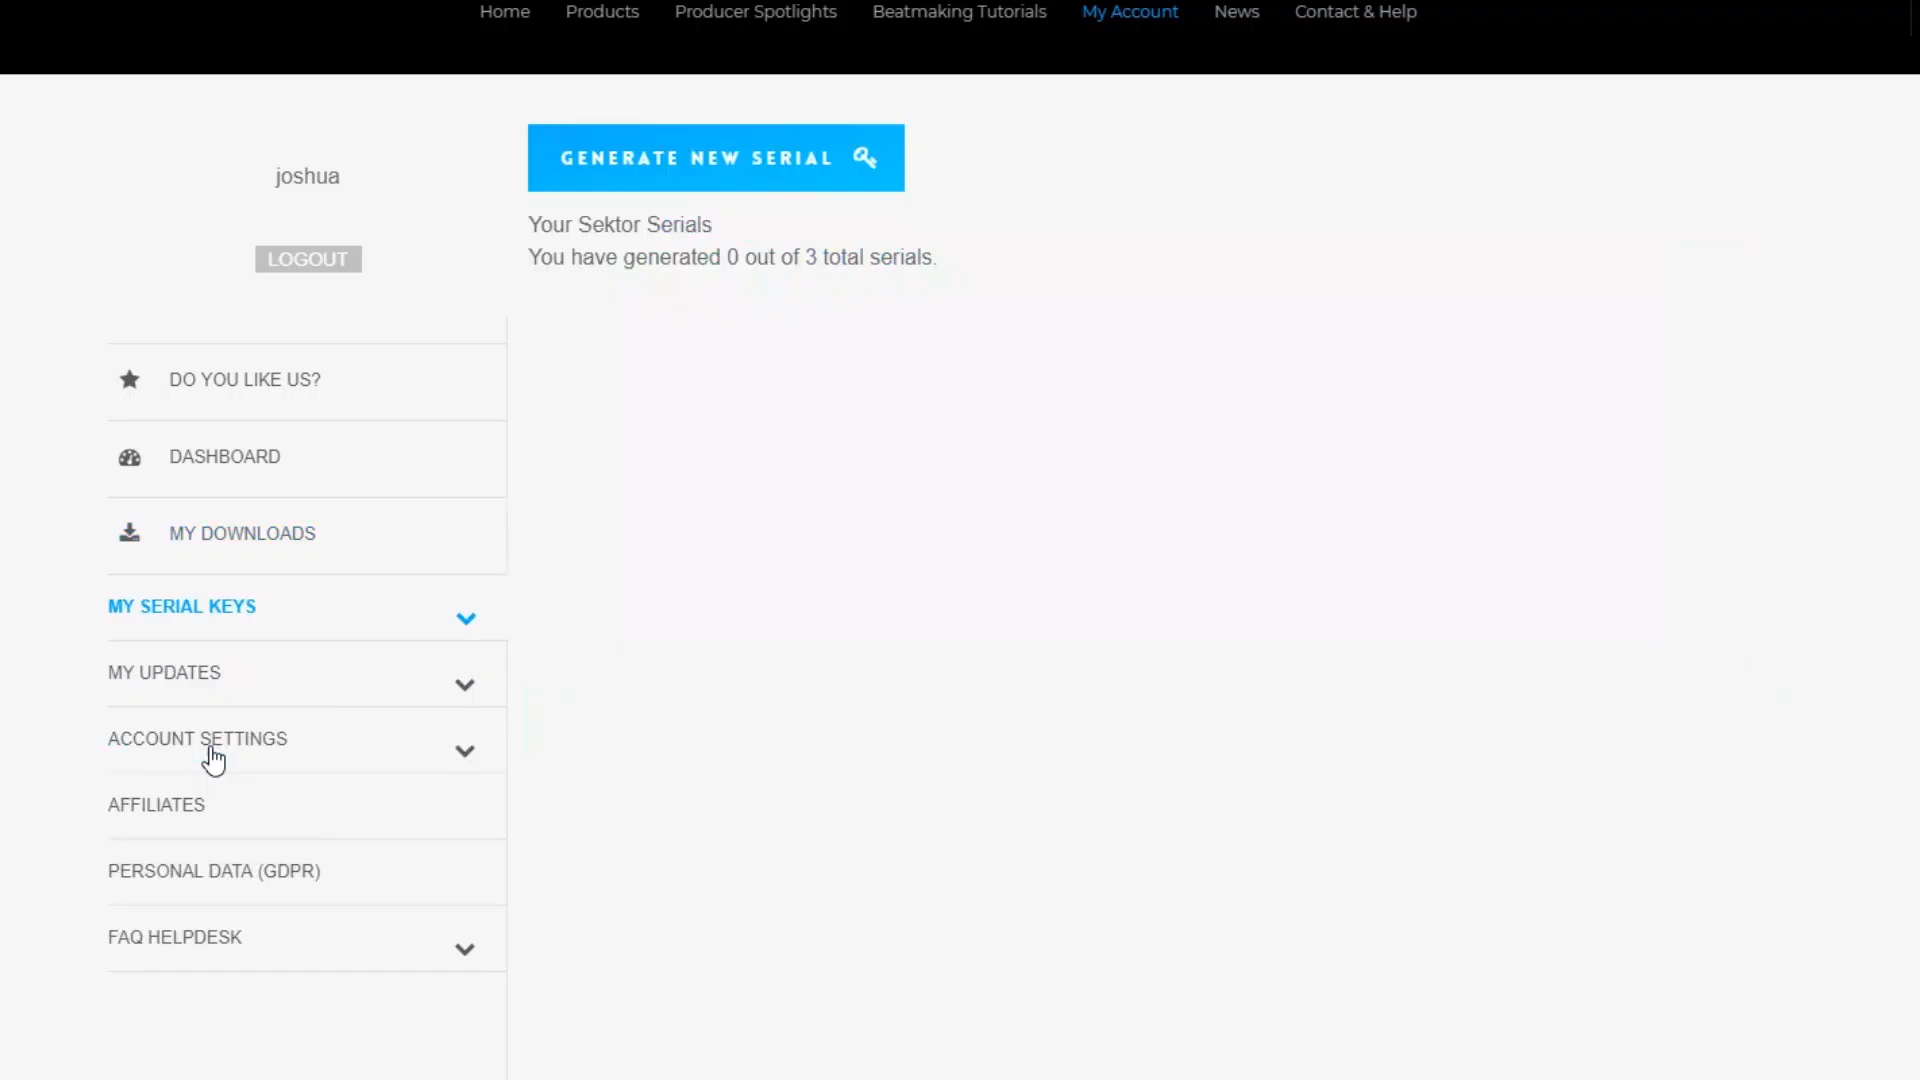 Home Products Producer Spotlights Beatmaking Tutorials My Account News Contact & Help
joshua
LOGOUT
GENERATE NEW SERIAL
Your Sektor Serials
You have generated 0 out of 3 total serials.
DO YOU LIKE US?
DASHBOARD
MY DOWNLOADS
MY SERIAL KEYS
MY UPDATES
ACCOUNT SETTINGS
AFFILIATES
PERSONAL DATA (GDPR)
FAQ HELPDESK